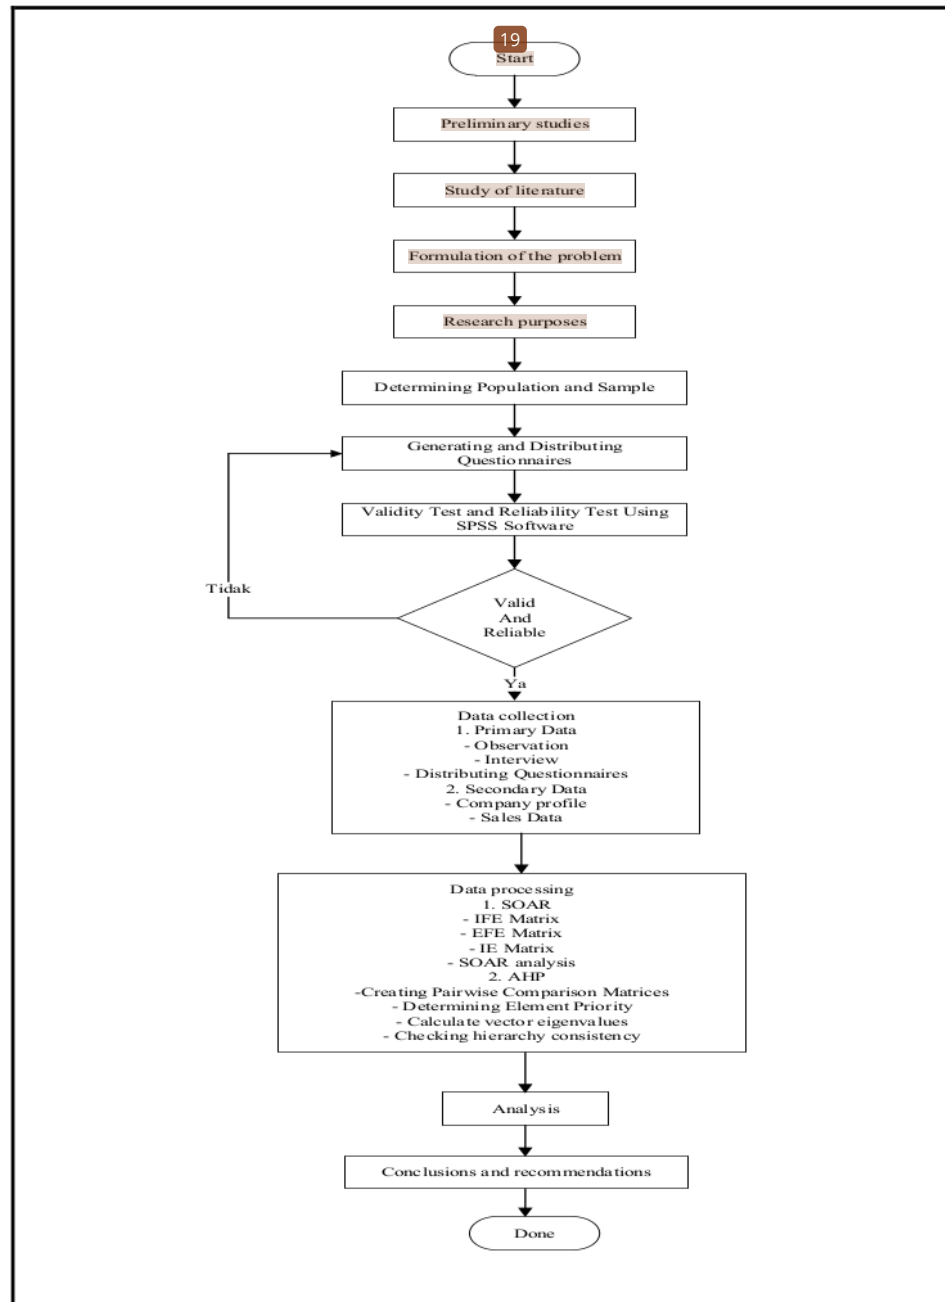 19
Start
Preliminary studies
Study of literature
Formulation of the problem
Research purposes
Determining Population and Sample
Generating and Distributing
Questionnaires
Validity Test and Reliability Test Using
SPSS Software
Tidak
Valid
And
Reliable
Ya
Data collection
1. Primary Data
- Observation
- Interview
- Distributing Questionnaires
2. Secondary Data
- Company profile
- Sales Data
Data processing
1. SOAR
- IFE Matrix
- EFE Matrix
- IE Matrix
- SOAR analysis
2. AHP
-Creating Pairwise Comparison Matrices
- Determining Element Priority
- Calculate vector eigenvalues
- Checking hierarchy consistency
Analysis
Conclusions and recommendations
Done